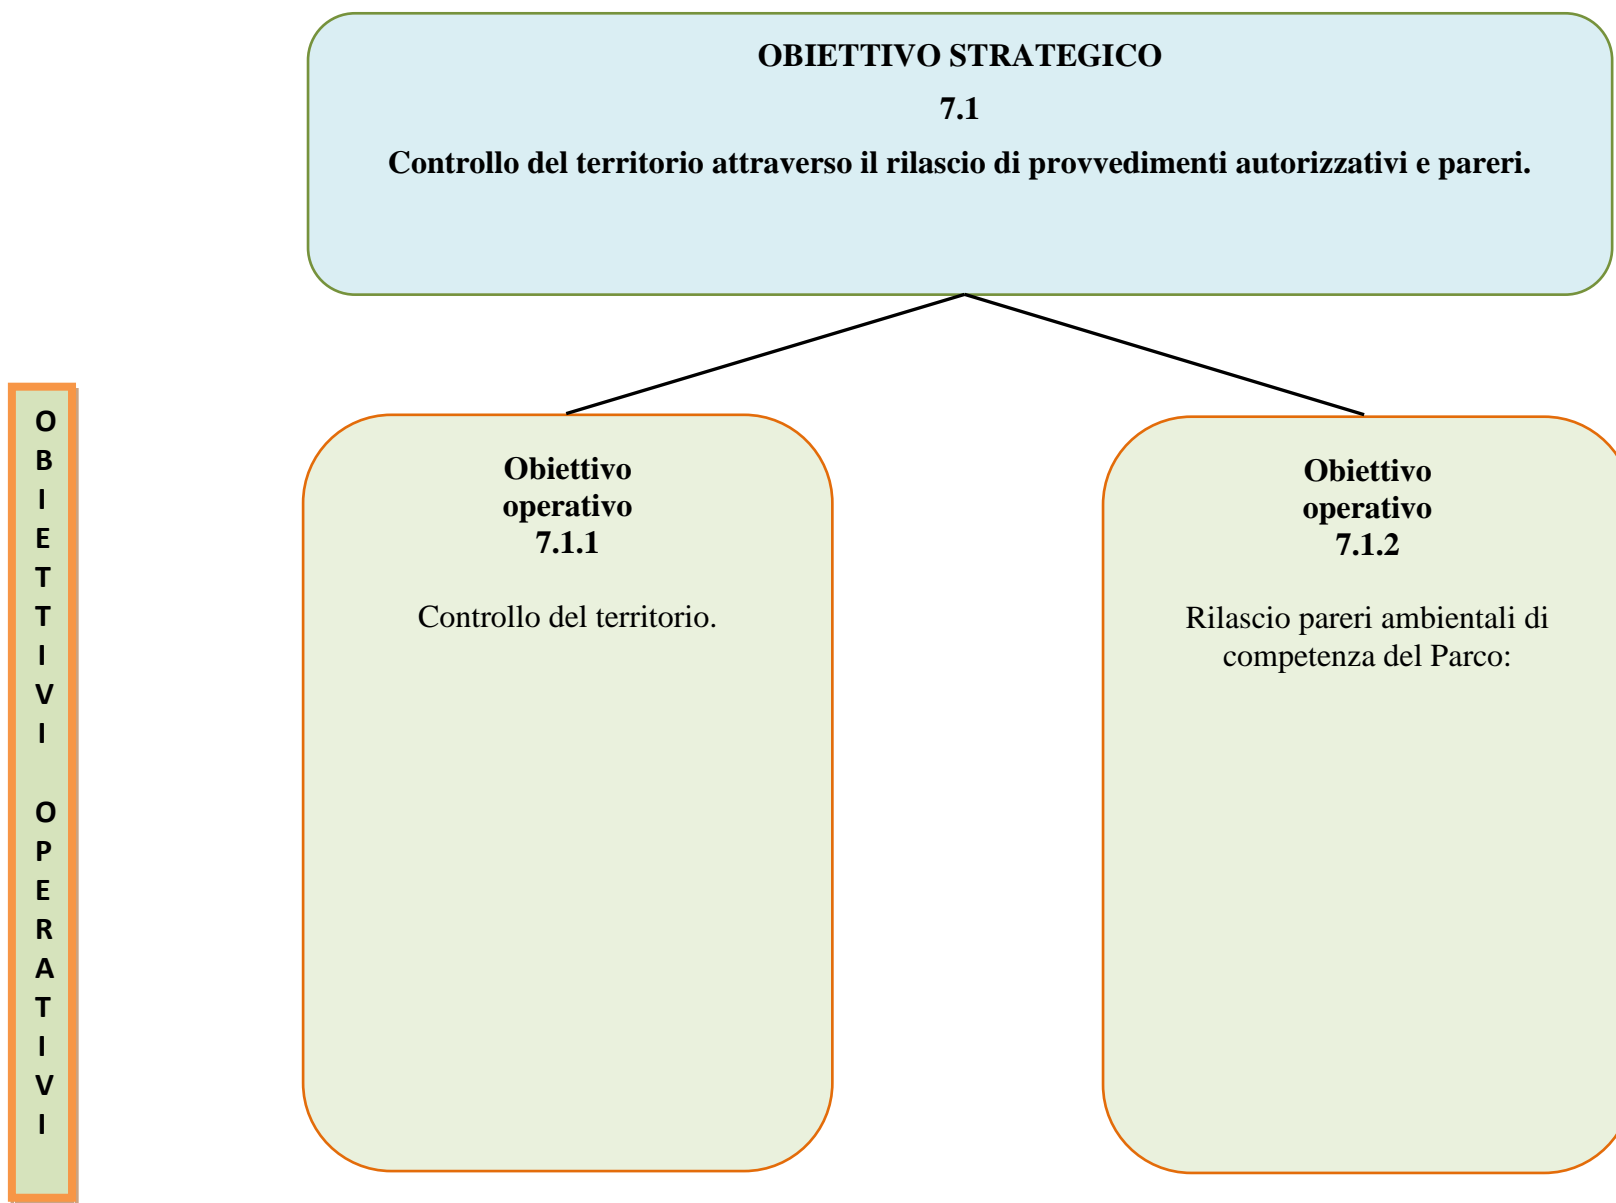 OBIETTIVO STRATEGICO
7.1
Controllo del territorio attraverso il rilascio di provvedimenti autorizzativi e pareri.
O
B
I
E
T
T
I
V
I
O
P
E
R
A
T
I
V
I
Obiettivo
operativo
7.1.1
Controllo del territorio.
Obiettivo
operativo
7.1.2
Rilascio pareri ambientali di
competenza del Parco: